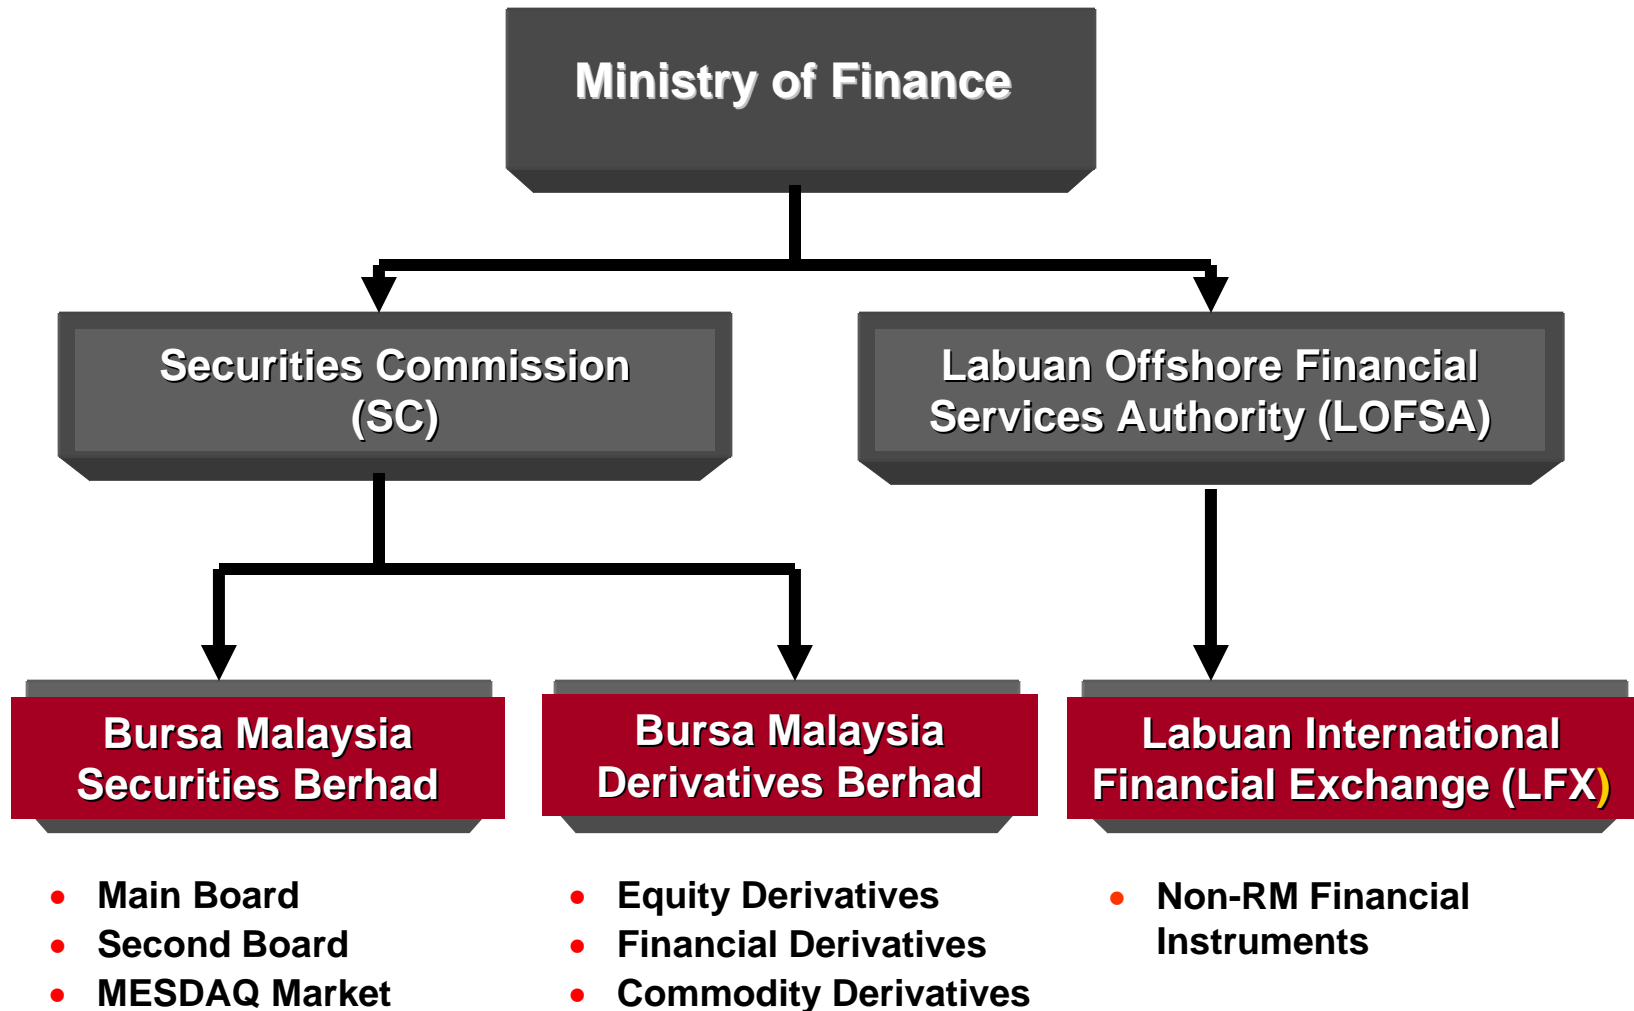 Ministry of Finance
Securities Commission
(SC)
Labuan Offshore Financial
Services Authority (LOFSA)
Bursa Malaysia
Securities Berhad
Bursa Malaysia
Derivatives Berhad
Labuan International
Financial Exchange (LFX)
• Main Board
• Second Board
• MESDAQ Market
• Equity Derivatives
• Financial Derivatives
• Commodity Derivatives
• Non-RM Financial
Instruments